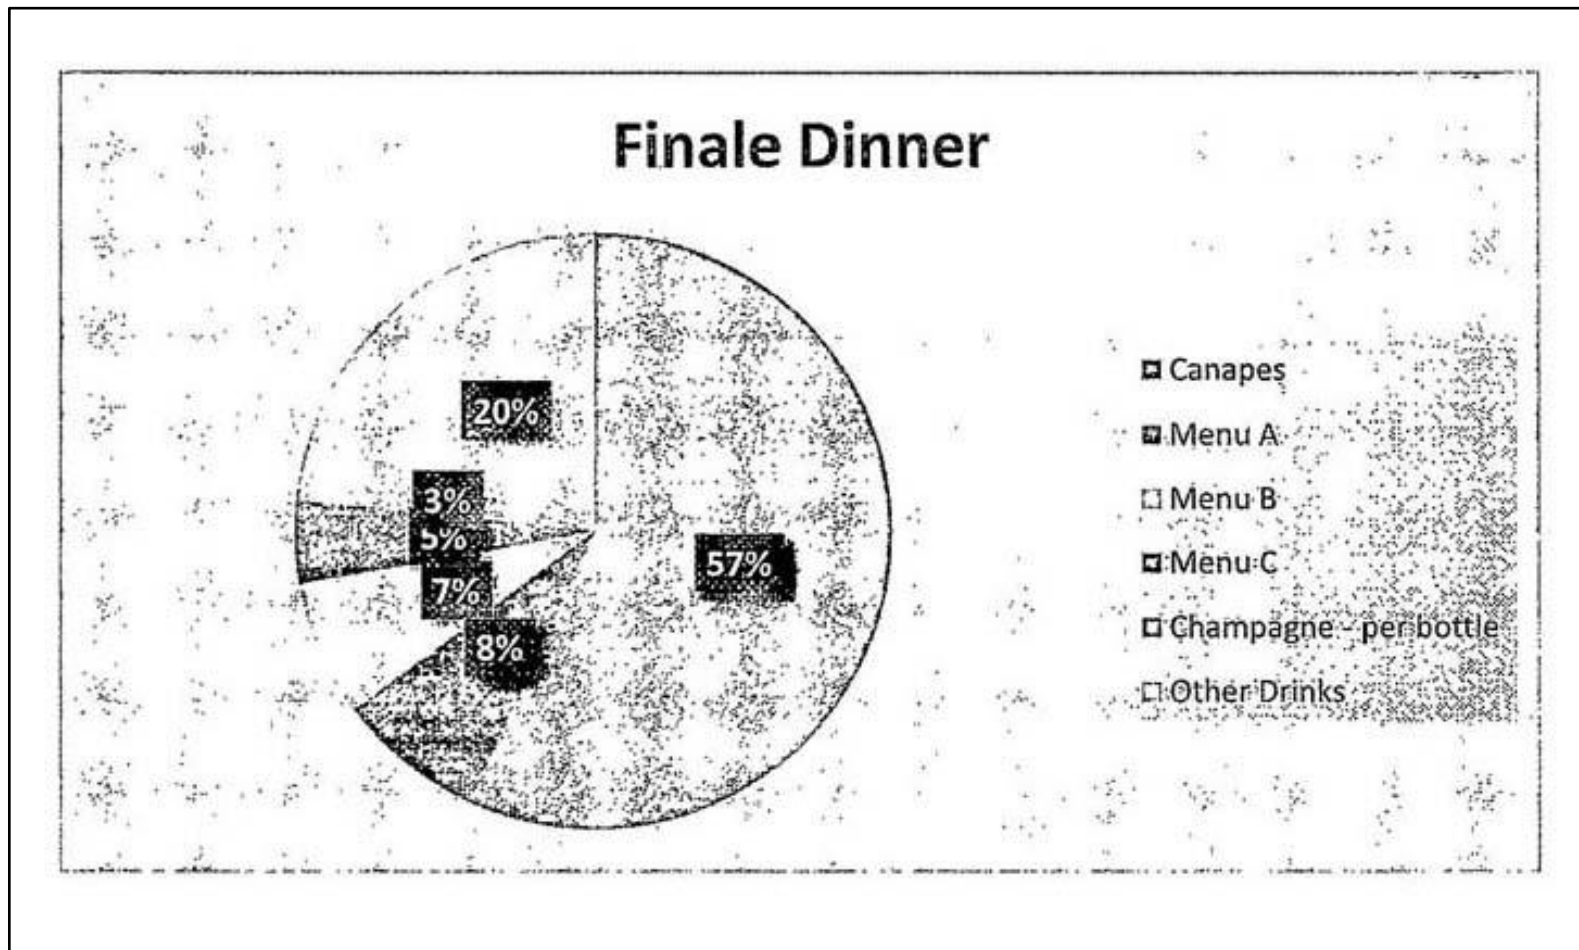 Finale Dinner
20%
3%
5%
7%
8%
57%
Canapes
Menu A
Menu B
Menu C
Champagne - per bottle
Other Drinks